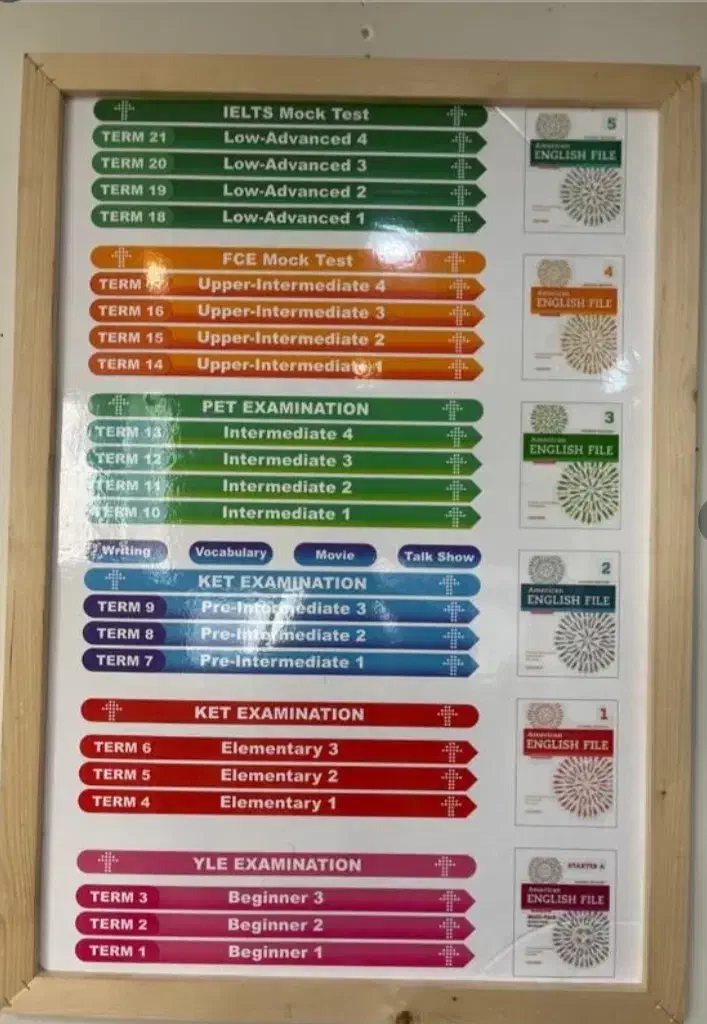 IELTS Mock Test
TERM 21 Low-Advanced 4
TERM 20 Low-Advanced 3
TERM 19 Low-Advanced 2
TERM 18 Low-Advanced 1
5
American
ENGLISH FILE
FCE Mock Test
TERM Upper-Intermediate 4
TERM 16 Upper-Intermediate 3
TERM 15 Upper-Intermediate 2
TERM 14 Upper-Intermediate 1
4
American
ENGLISH FILE
PET EXAMINATION
TERM 13 Intermediate 4
TERM 12 Intermediate 3
TERM 11 Intermediate 2
TERM 10 Intermediate 1
3
American
ENGLISH FILE
Writing Vocabulary Movie Talk Show
KET EXAMINATION
TERM 9 Pre-Intermediate 3
TERM 8 Pre-Intermediate 2
TERM 7 Pre-Intermediate 1
2
American
ENGLISH FILE
KET EXAMINATION
TERM 6 Elementary 3
TERM 5 Elementary 2
TERM 4 Elementary 1
1
American
ENGLISH FILE
YLE EXAMINATION
TERM 3 Beginner 3
TERM 2 Beginner 2
TERM 1 Beginner 1
STARTER
American
ENGLISH FILE